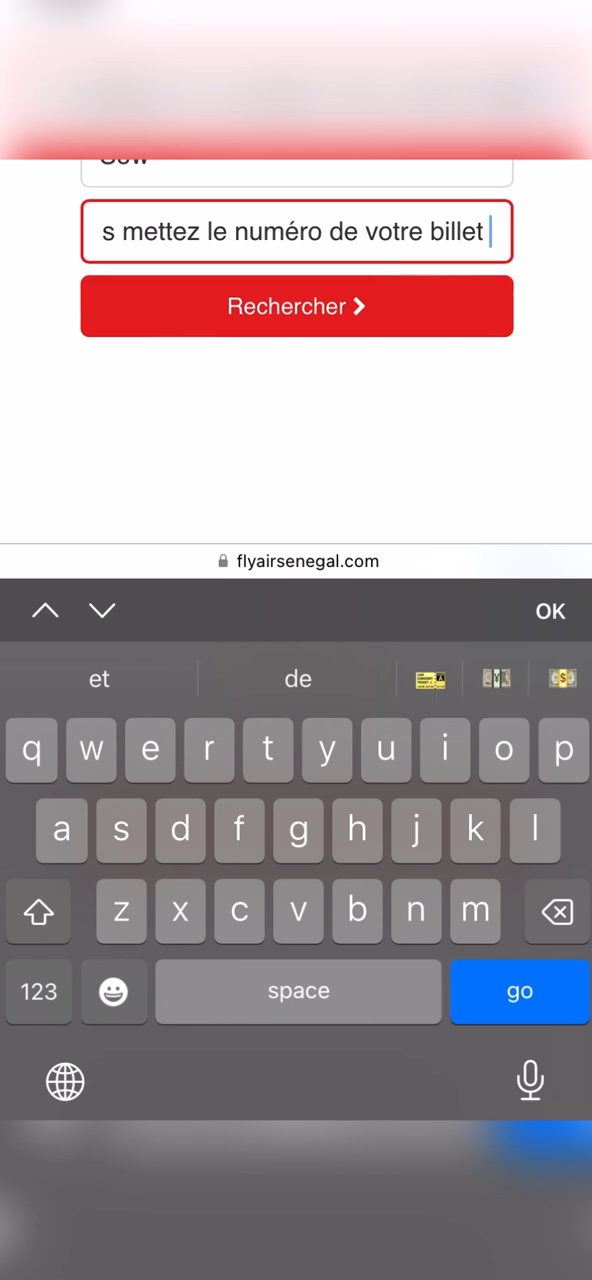 s mettez le numéro de votre billet
Rechercher
flyairsenegal.com
OK
et de
q w e r t y u i o p
a s d f g h j k l
z x c v b n m
123 space go